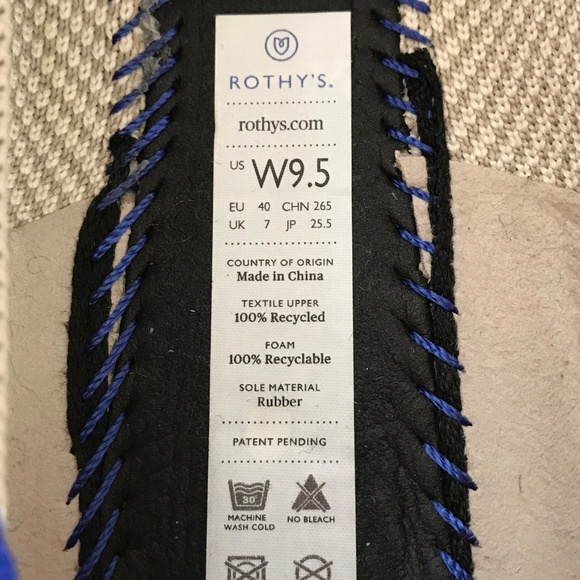 ROTHY'S.
rothys.com
US W9.5
EU 40 CHN 265
UK 7 JP 25.5
COUNTRY OF ORIGIN
Made in China
TEXTILE UPPER
100% Recycled
FOAM
100% Recyclable
SOLE MATERIAL
Rubber
PATENT PENDING
30°
MACHINE NO BLEACH
WASH COLD